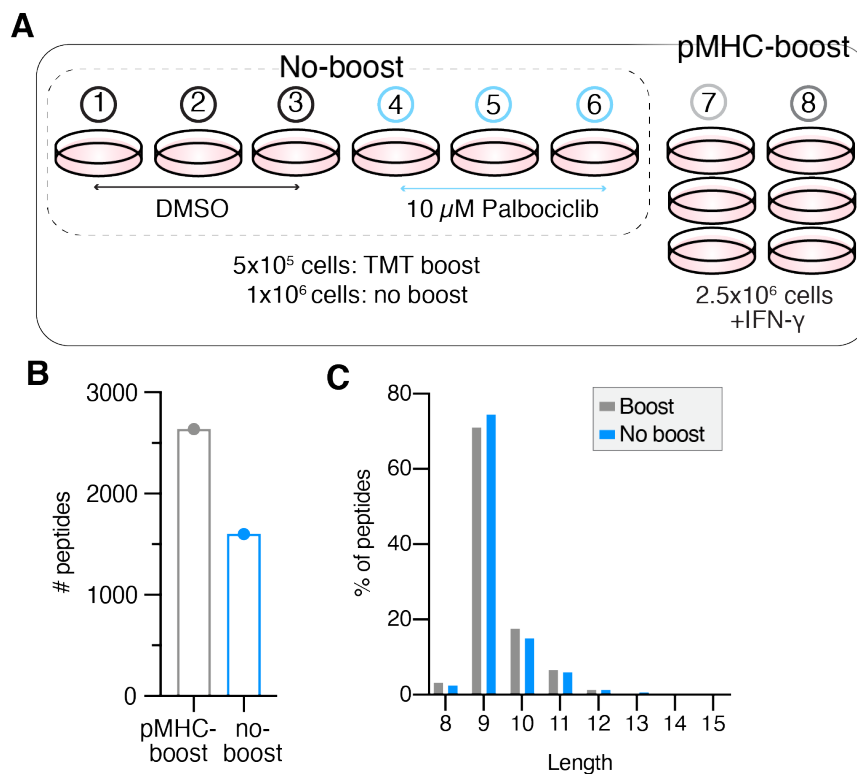 A
No-boost
pMHC-boost
1 2 3 4 5 6 7 8
DMSO
10 µM Palbociclib
5x10⁵ cells: TMT boost
1x10⁶ cells: no boost
2.5x10⁶ cells
+IFN-γ
B
# peptides
3000
2000
1000
0
pMHC-
boost
no-
boost
C
% of peptides
80
60
40
20
0
Boost
No boost
8 9 10 11 12 13 14 15
Length